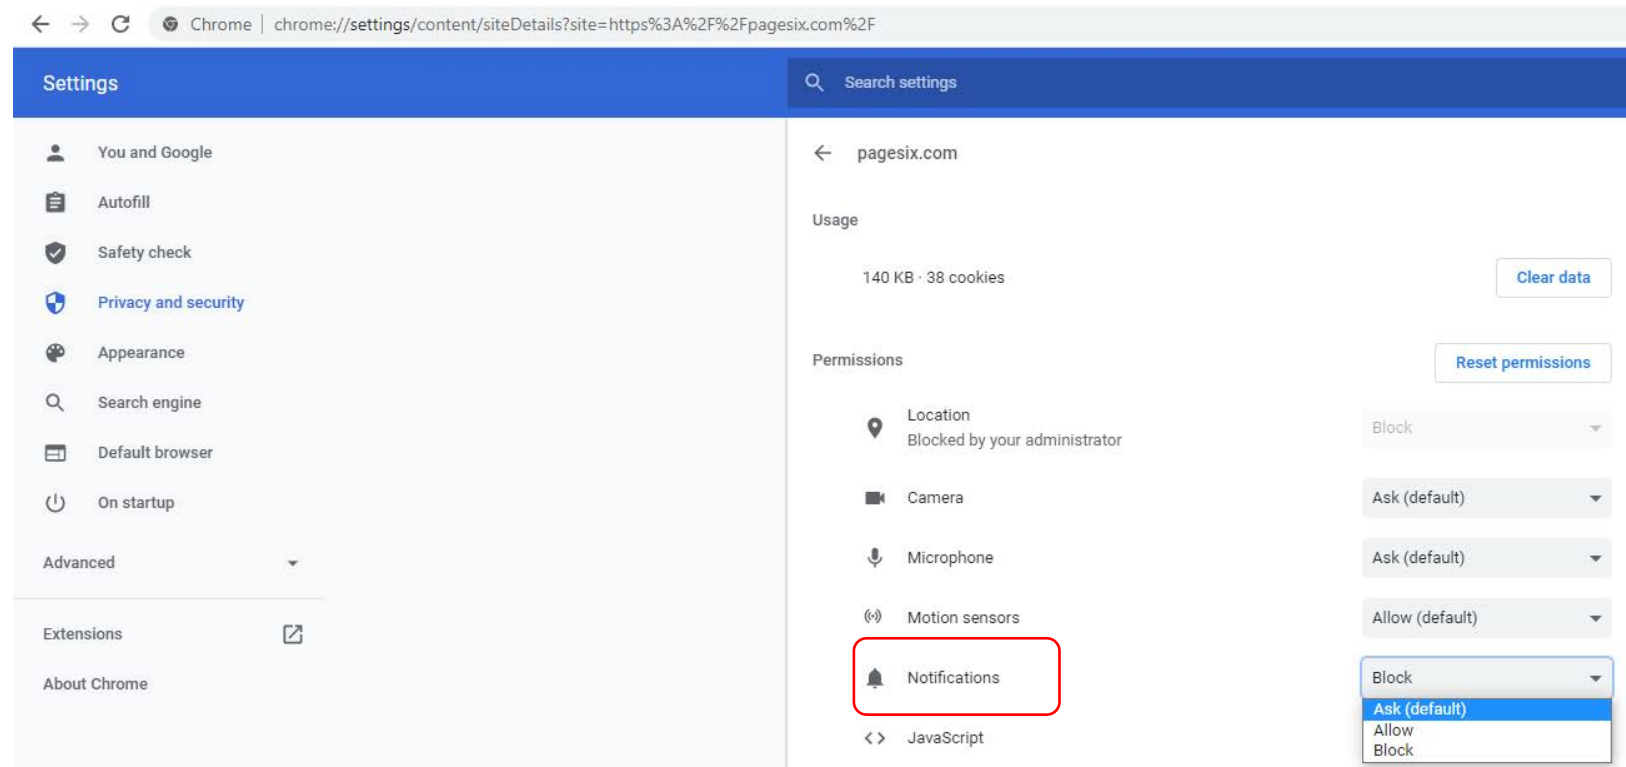 Chrome | chrome://settings/content/siteDetails?site=https%3A%2F%2Fpagesix.com%2F
Settings
Search settings
You and Google
Autofill
Safety check
Privacy and security
Appearance
Search engine
Default browser
On startup
Advanced
Extensions
About Chrome
pagesix.com
Usage
140 KB · 38 cookies
Clear data
Permissions
Reset permissions
Location
Blocked by your administrator
Block
Camera
Ask (default)
Microphone
Ask (default)
Motion sensors
Allow (default)
Notifications
Block
Ask (default)
Allow
Block
JavaScript